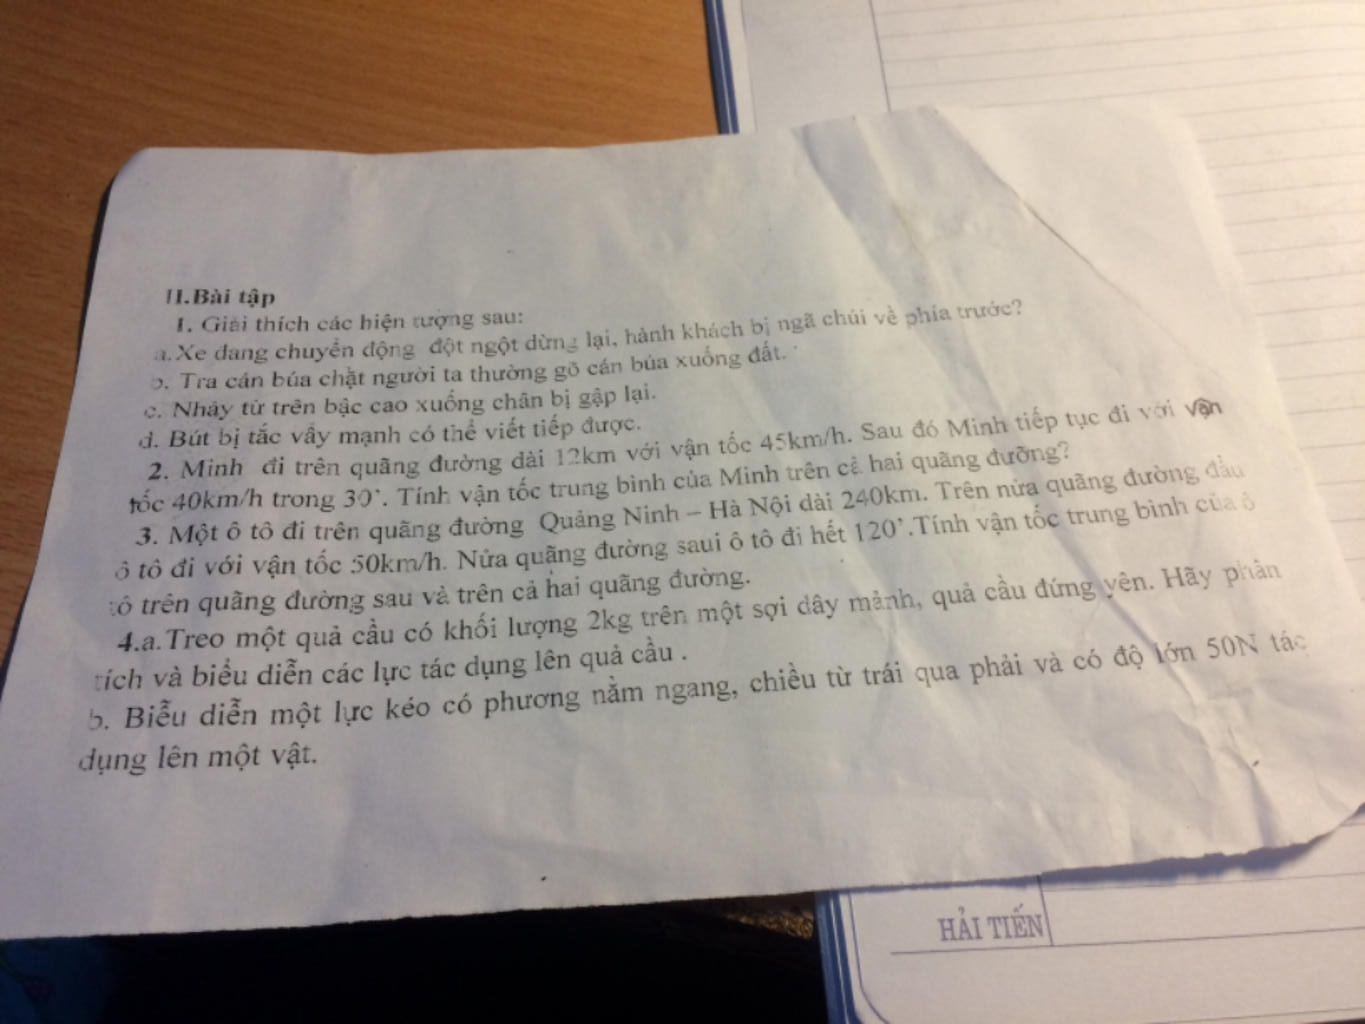 II.Bài tập
1. Giải thích các hiện tượng sau:
a.Xe đang chuyển động đột ngột dừng lại, hành khách bị ngã chúi về phía trước?
b. Tra cán búa chặt người ta thường gõ cán búa xuống đất.
c. Nhảy từ trên bậc cao xuống chân bị gập lại.
d. Bút bị tắc vẩy mạnh có thể viết tiếp được.
2. Minh đi trên quãng đường dài 12km với vận tốc 45km/h. Sau đó Minh tiếp tục đi với vận
tốc 40km/h trong 30’. Tính vận tốc trung bình của Minh trên cả hai quãng đường?
3. Một ô tô đi trên quãng đường Quảng Ninh – Hà Nội dài 240km. Trên nửa quãng đường đầu
ô tô đi với vận tốc 50km/h. Nửa quãng đường saui ô tô đi hết 120’.Tính vận tốc trung bình của ô
tô trên quãng đường sau và trên cả hai quãng đường.
4.a.Treo một quả cầu có khối lượng 2kg trên một sợi dây mảnh, quả cầu đứng yên. Hãy phân
tích và biểu diễn các lực tác dụng lên quả cầu .
b. Biễu diễn một lực kéo có phương nằm ngang, chiều từ trái qua phải và có độ lớn 50N tác
dụng lên một vật.
HẢI TIẾN